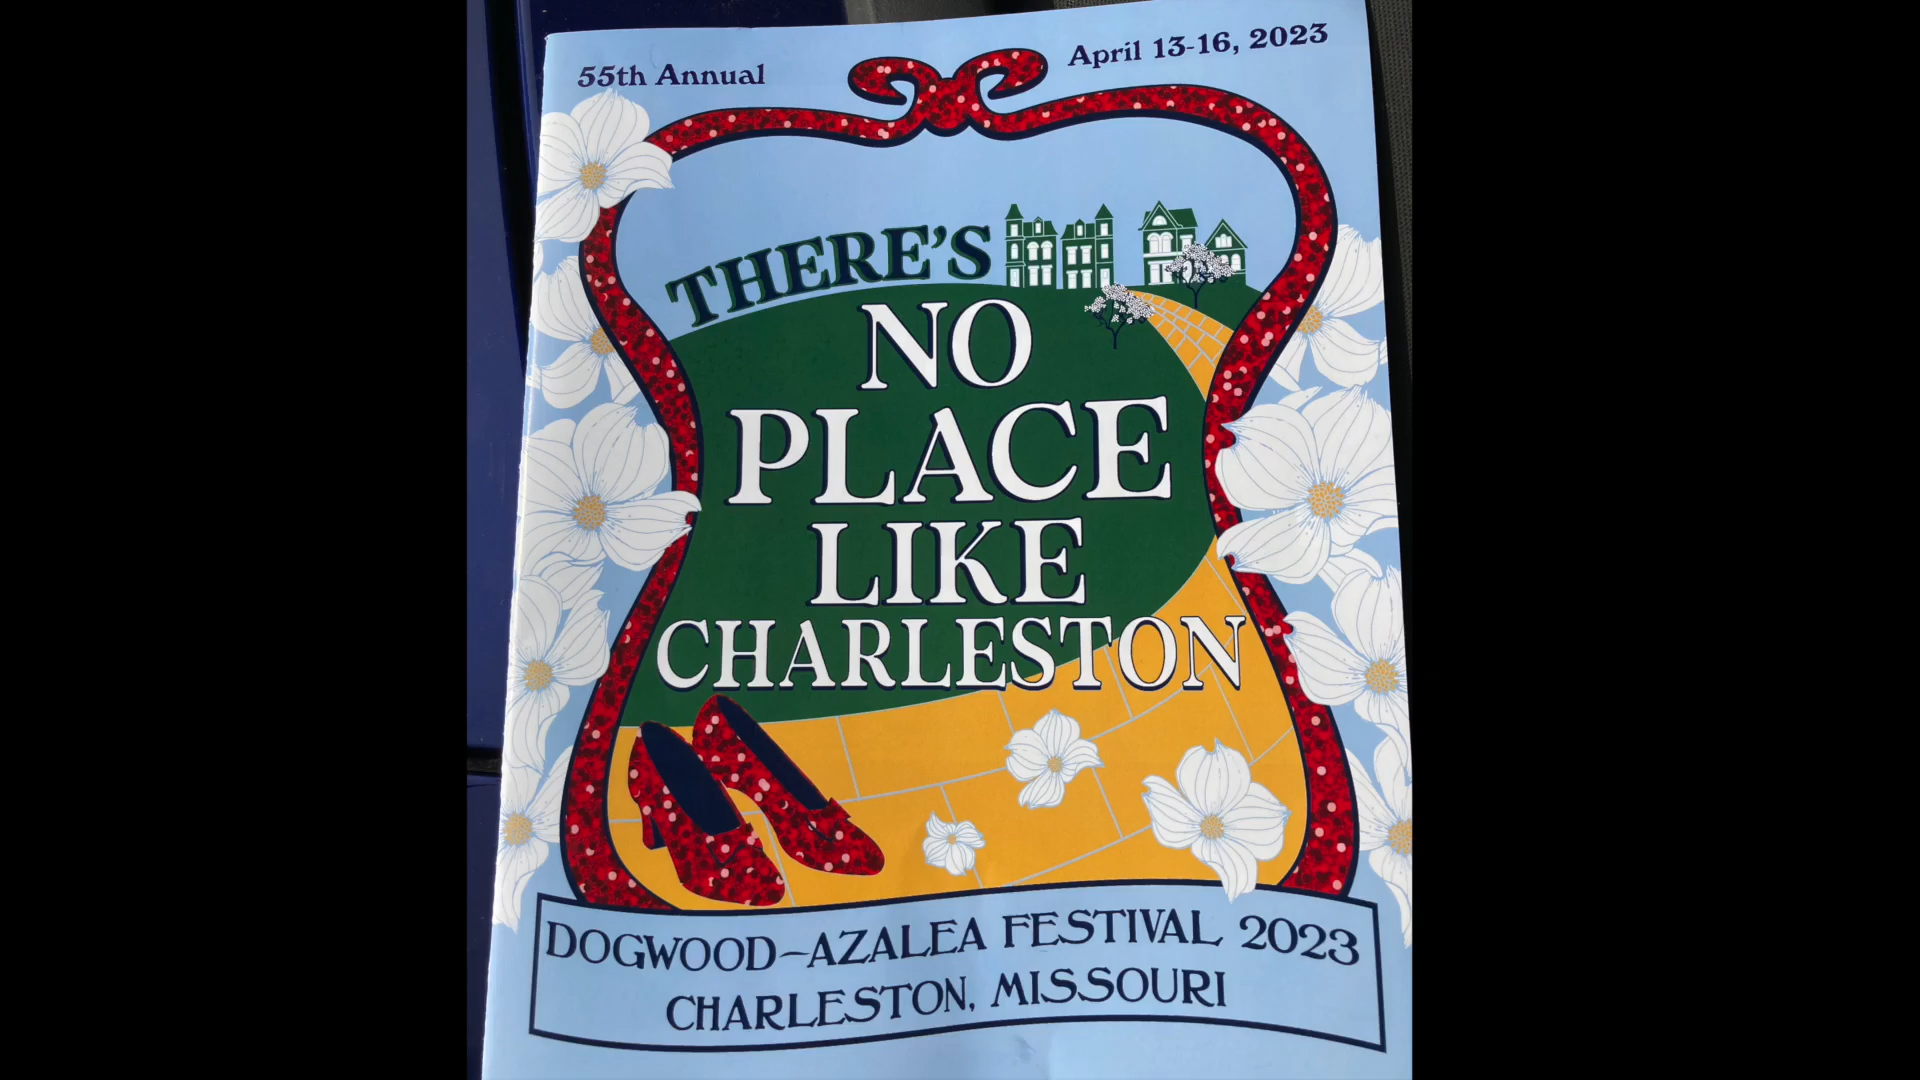 55th Annual
April 13-16, 2023
THERE'S
NO
PLACE
LIKE
CHARLESTON
DOGWOOD-AZALEA FESTIVAL 2023
CHARLESTON, MISSOURI